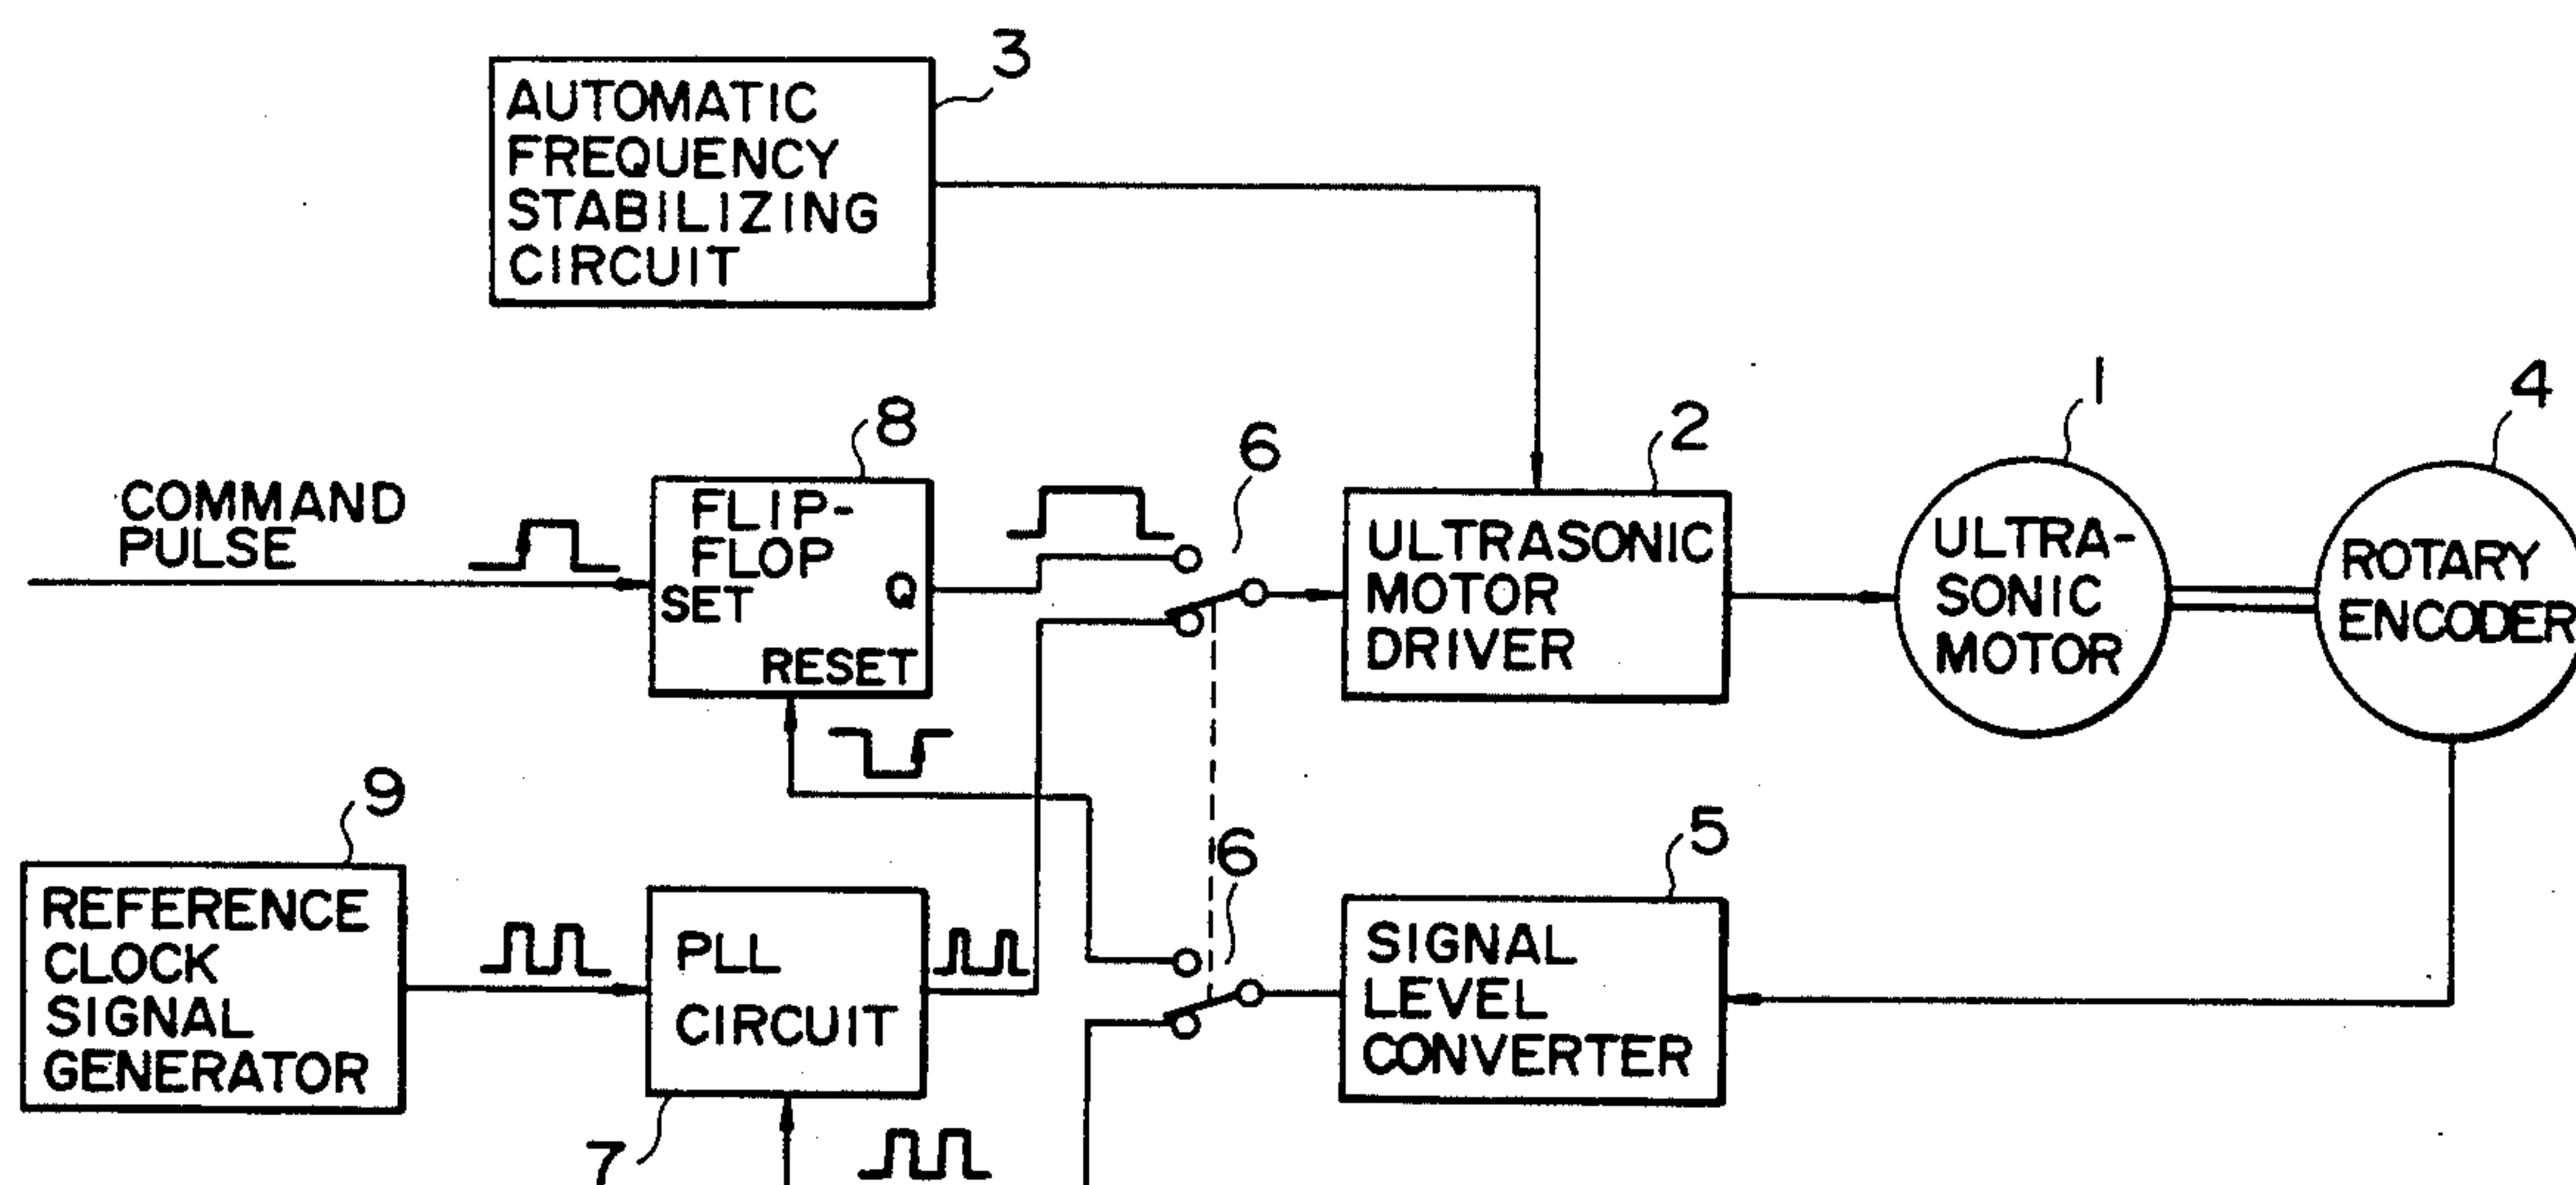 3
AUTOMATIC
FREQUENCY
STABILIZING
CIRCUIT
1
4
8
6
2
COMMAND
PULSE
FLIP-
FLOP
SET
Q
RESET
ULTRASONIC
MOTOR
DRIVER
ULTRA-
SONIC
MOTOR
ROTARY
ENCODER
9
6
5
REFERENCE
CLOCK
SIGNAL
GENERATOR
PLL
CIRCUIT
SIGNAL
LEVEL
CONVERTER
7